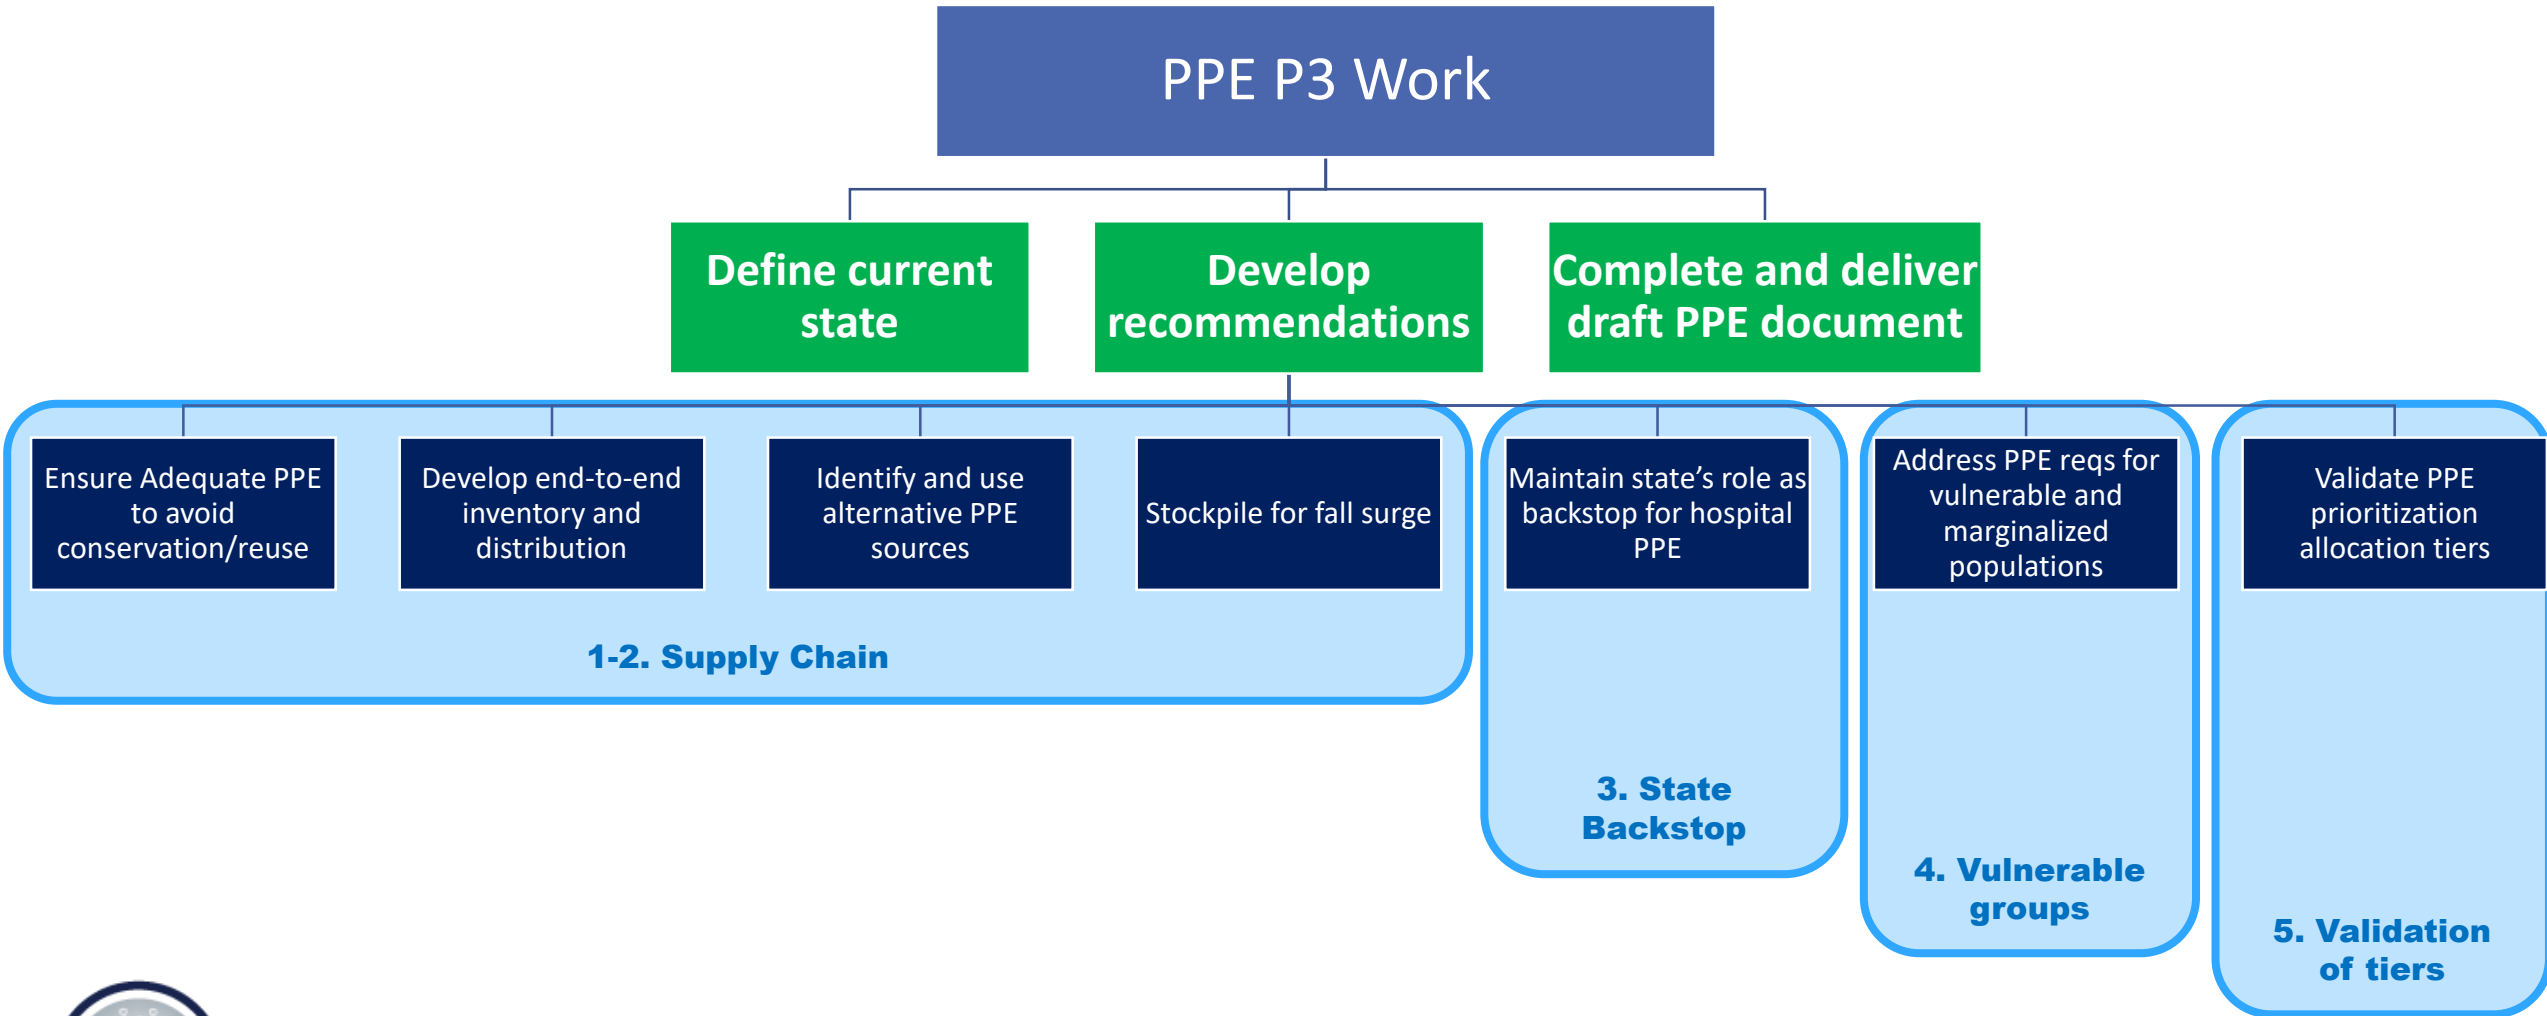 PPE P3 Work
Define current
state
Develop
recommendations
Complete and deliver
draft PPE document
Ensure Adequate PPE
to avoid
conservation/reuse
Develop end-to-end
inventory and
distribution
Identify and use
alternative PPE
sources
Stockpile for fall surge
Maintain state’s role as
backstop for hospital
PPE
Address PPE reqs for
vulnerable and
marginalized
populations
Validate PPE
prioritization
allocation tiers
1-2. Supply Chain
3. State
Backstop
4. Vulnerable
groups
5. Validation
of tiers